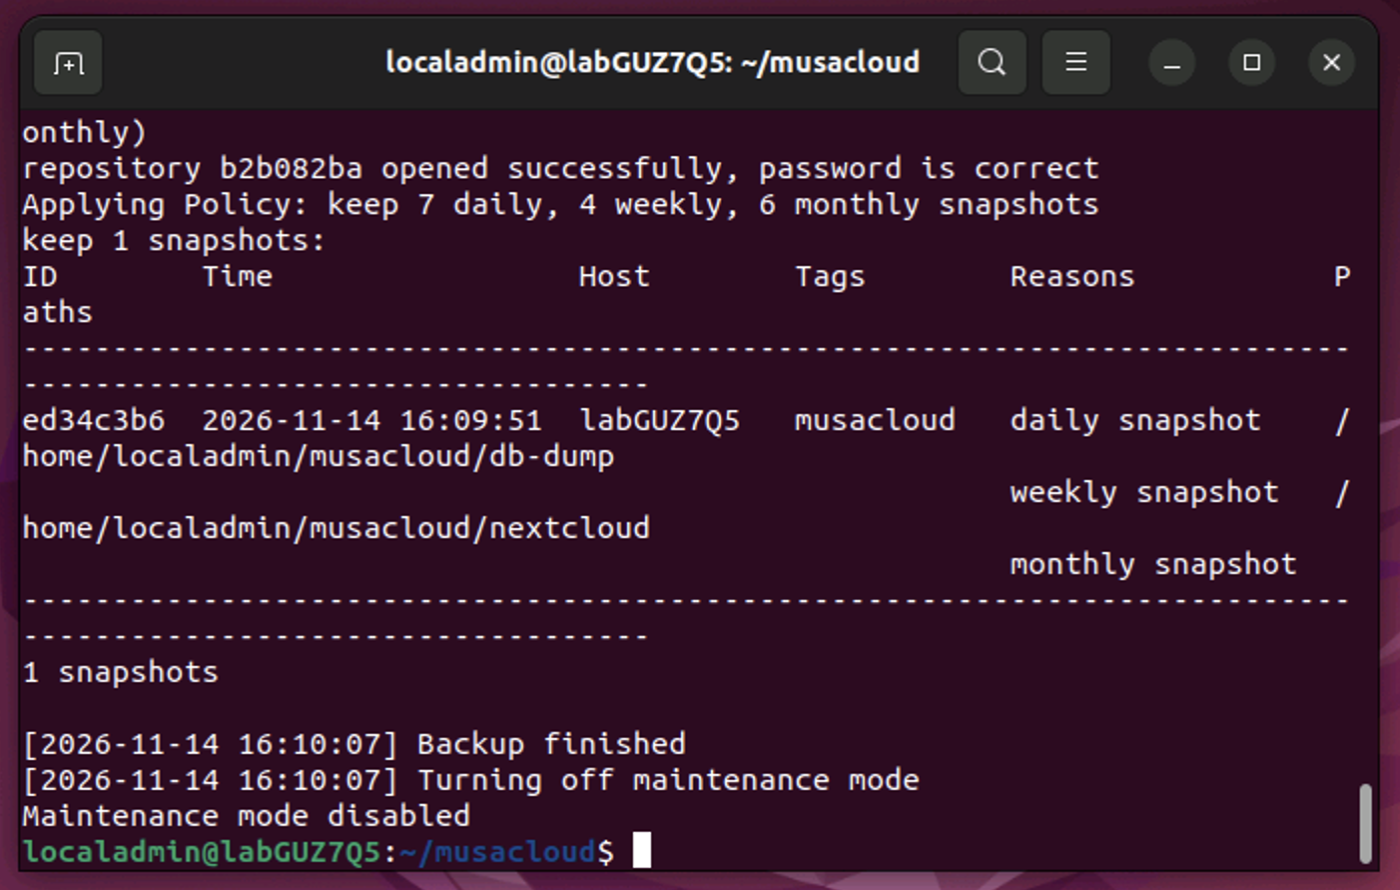 localadmin@labGUZ7Q5: ~/musacloud
onthly)
repository b2b082ba opened successfully, password is correct
Applying Policy: keep 7 daily, 4 weekly, 6 monthly snapshots
keep 1 snapshots:
ID        Time                 Host        Tags        Reasons           P
aths
--------------------------------------------------------------------------
-----------------------------------
ed34c3b6  2026-11-14 16:09:51  labGUZ7Q5   musacloud   daily snapshot    /
home/localadmin/musacloud/db-dump
                                                       weekly snapshot   /
home/localadmin/musacloud/nextcloud
                                                       monthly snapshot
--------------------------------------------------------------------------
-----------------------------------
1 snapshots
[2026-11-14 16:10:07] Backup finished
[2026-11-14 16:10:07] Turning off maintenance mode
Maintenance mode disabled
localadmin@labGUZ7Q5:~/musacloud$